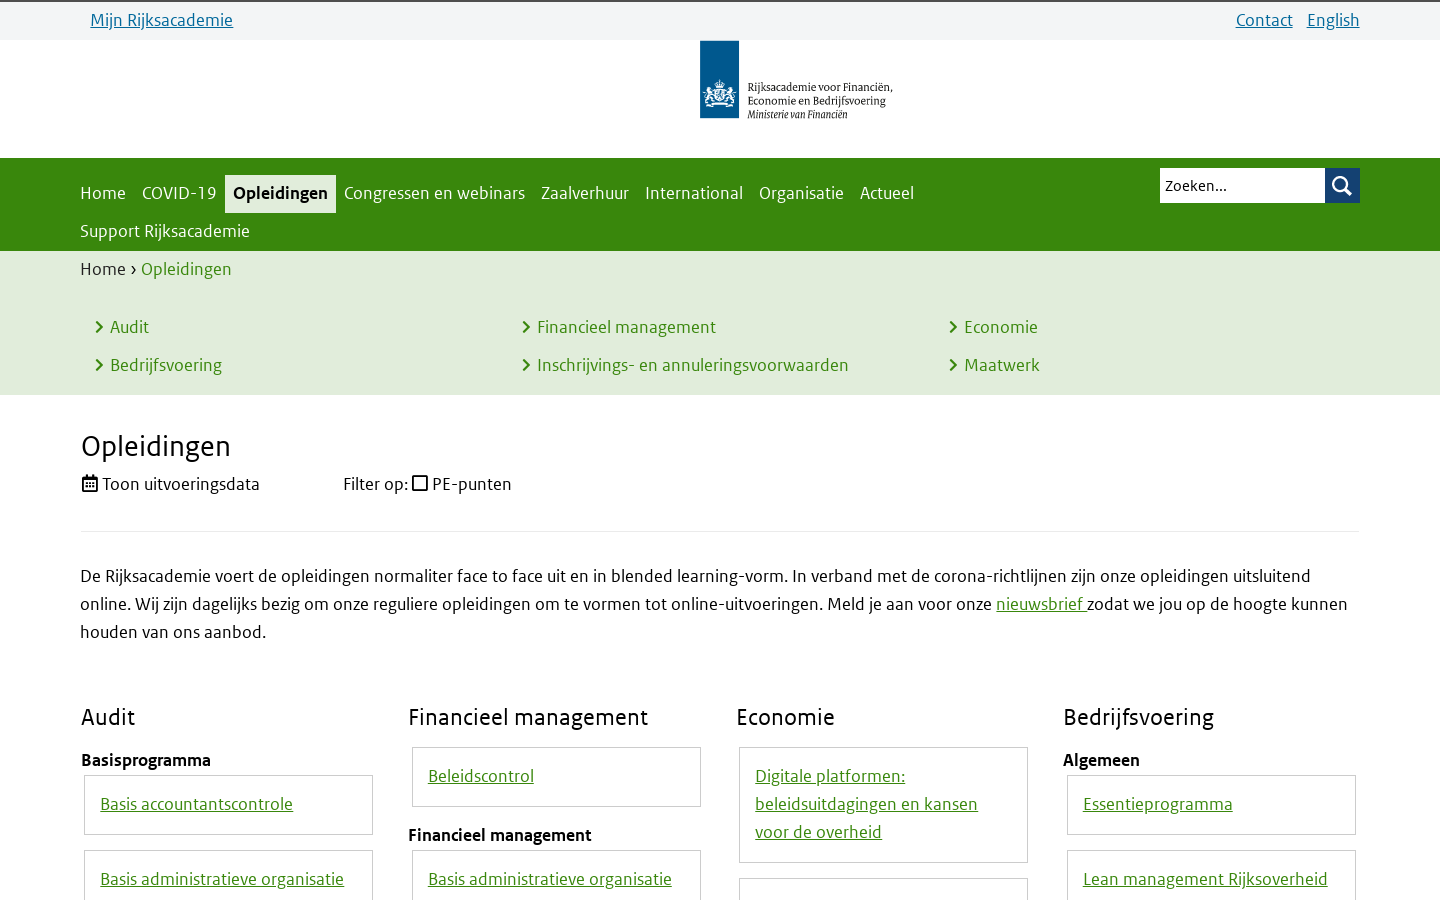 Mijn Rijksacademie
Contact English
Rijksacademie voor Financiën,
Economie en Bedrijfsvoering
Ministerie van Financiën
Home COVID-19 Opleidingen Congressen en webinars Zaalverhuur International Organisatie Actueel
Zoeken...
Support Rijksacademie
Home › Opleidingen
Audit
Financieel management
Economie
Bedrijfsvoering
Inschrijvings- en annuleringsvoorwaarden
Maatwerk
Opleidingen
Toon uitvoeringsdata
Filter op: PE-punten
De Rijksacademie voert de opleidingen normaliter face to face uit en in blended learning-vorm. In verband met de corona-richtlijnen zijn onze opleidingen uitsluitend
online. Wij zijn dagelijks bezig om onze reguliere opleidingen om te vormen tot online-uitvoeringen. Meld je aan voor onze nieuwsbrief zodat we jou op de hoogte kunnen
houden van ons aanbod.
Audit
Basisprogramma
Basis accountantscontrole
Basis administratieve organisatie
Financieel management
Beleidscontrol
Financieel management
Basis administratieve organisatie
Economie
Digitale platformen:
beleidsuitdagingen en kansen
voor de overheid
Bedrijfsvoering
Algemeen
Essentieprogramma
Lean management Rijksoverheid